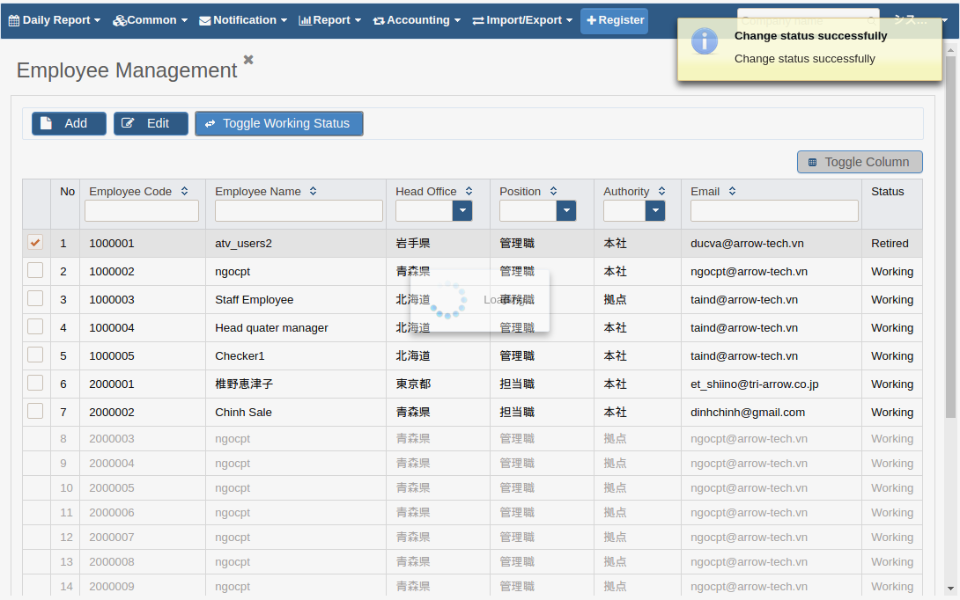 Daily Report Common Notification Report Accounting Import/Export Register Company name シス...
Change status successfully
Change status successfully
Employee Management
Add Edit Toggle Working Status
Toggle Column
No Employee Code Employee Name Head Office Position Authority Email Status
1 1000001 atv_users2 岩手県 管理職 本社 ducva@arrow-tech.vn Retired
2 1000002 ngocpt 青森県 管理職 本社 ngocpt@arrow-tech.vn Working
3 1000003 Staff Employee 北海道 事務職 拠点 taind@arrow-tech.vn Working
Loading
4 1000004 Head quater manager 北海道 管理職 本社 taind@arrow-tech.vn Working
5 1000005 Checker1 北海道 管理職 本社 taind@arrow-tech.vn Working
6 2000001 椎野恵津子 東京都 担当職 本社 et_shiino@tri-arrow.co.jp Working
7 2000002 Chinh Sale 青森県 担当職 本社 dinhchinh@gmail.com Working
8 2000003 ngocpt 青森県 管理職 拠点 ngocpt@arrow-tech.vn Working
9 2000004 ngocpt 青森県 管理職 拠点 ngocpt@arrow-tech.vn Working
10 2000005 ngocpt 青森県 管理職 拠点 ngocpt@arrow-tech.vn Working
11 2000006 ngocpt 青森県 管理職 拠点 ngocpt@arrow-tech.vn Working
12 2000007 ngocpt 青森県 管理職 拠点 ngocpt@arrow-tech.vn Working
13 2000008 ngocpt 青森県 管理職 拠点 ngocpt@arrow-tech.vn Working
14 2000009 ngocpt 青森県 管理職 拠点 ngocpt@arrow-tech.vn Working